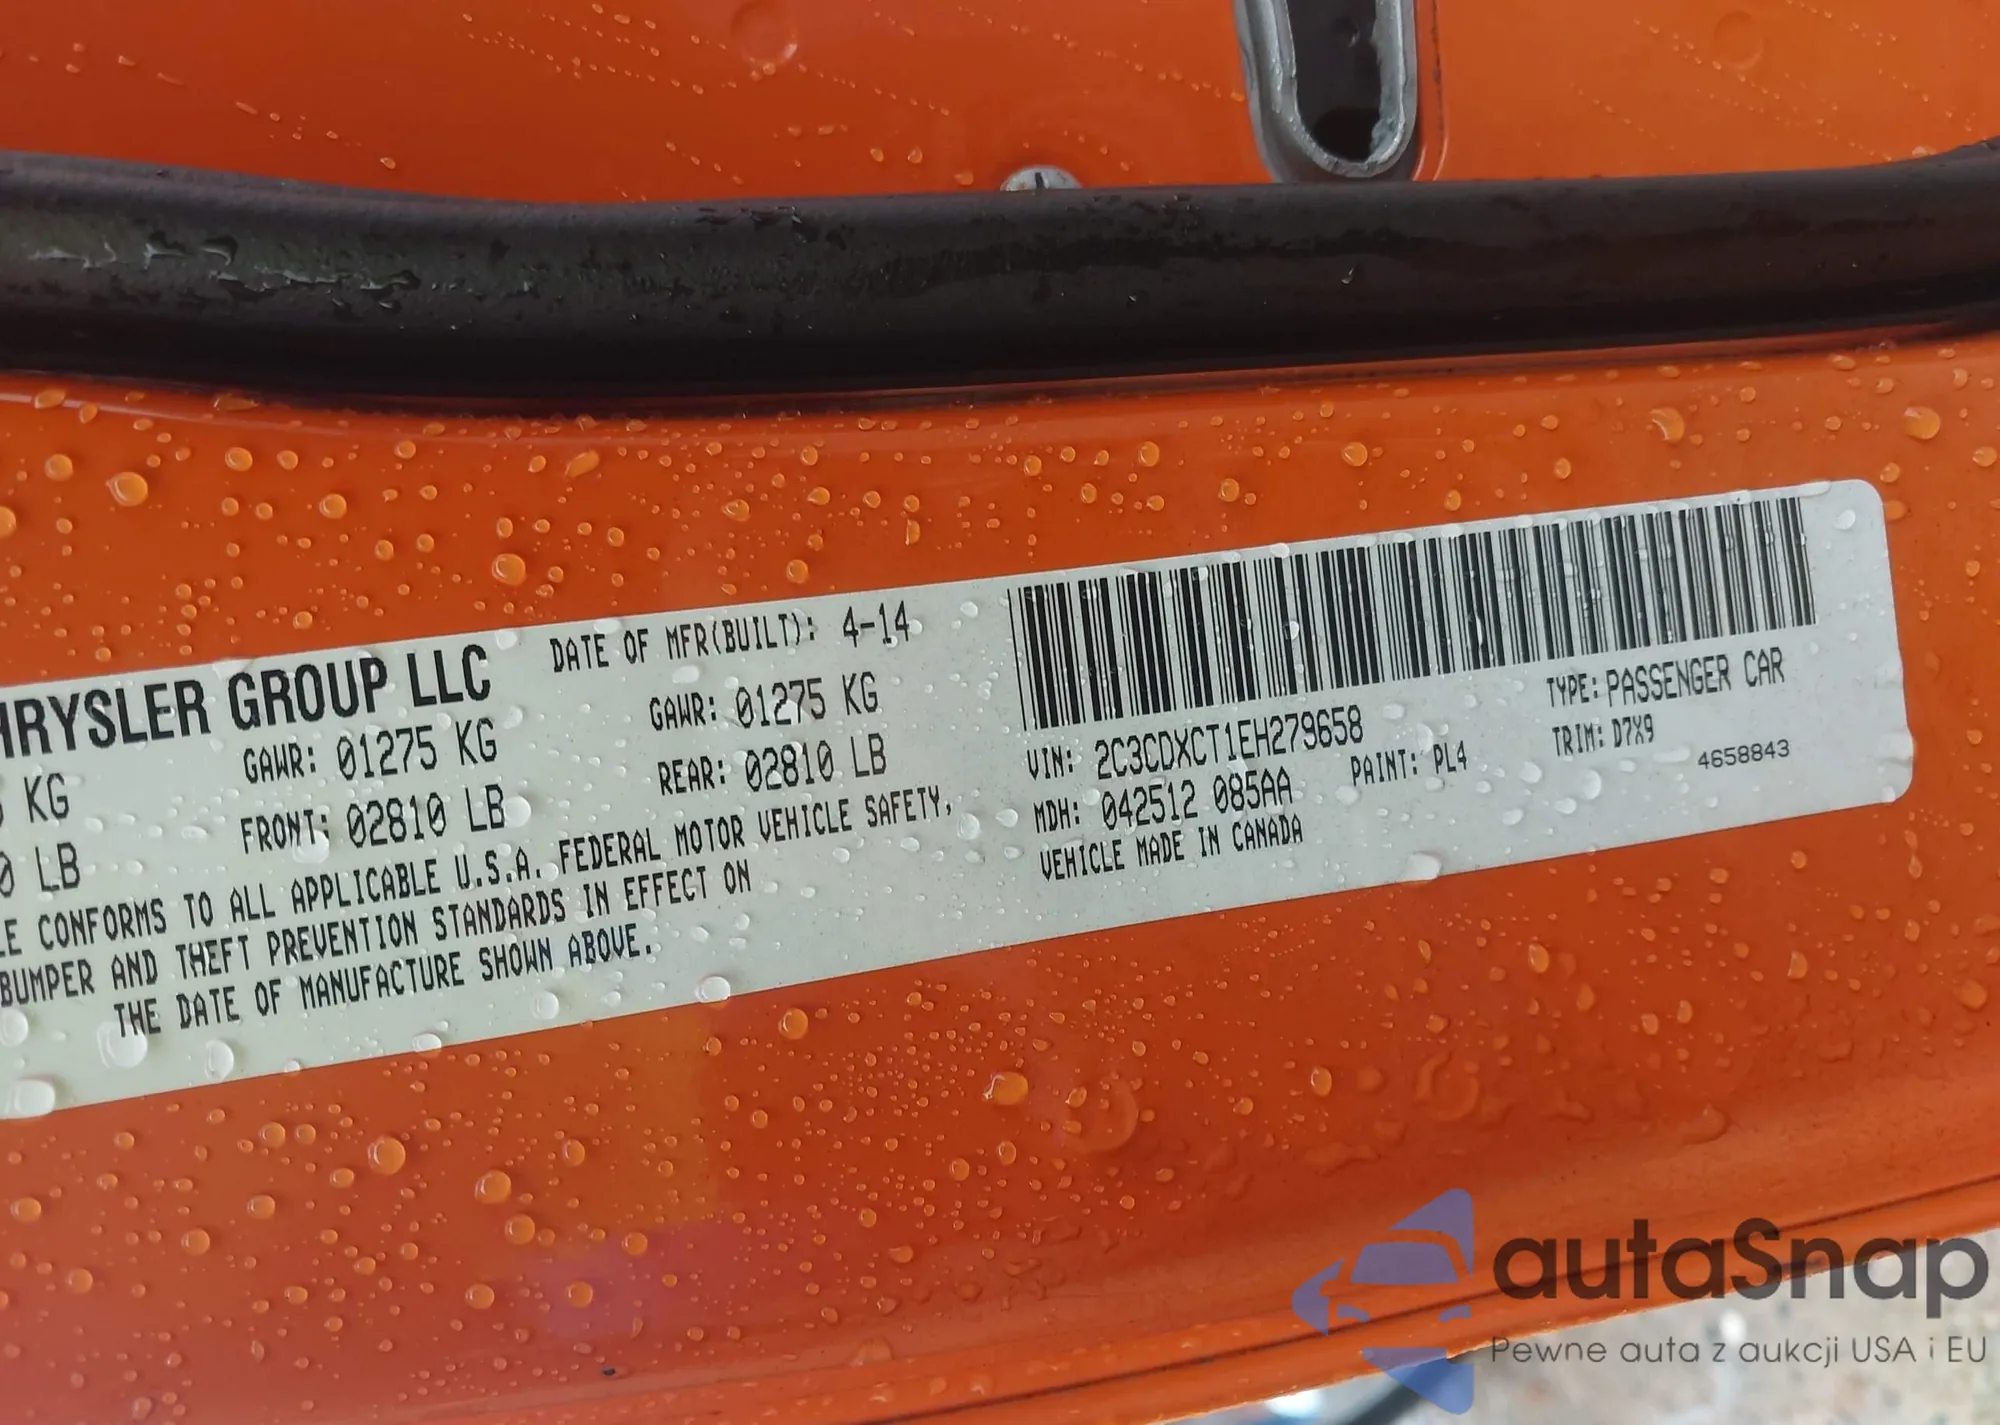 HRYSLER GROUP LLC
DATE OF MFR(BUILT): 4-14
KG
GAWR: 01275 KG
GAWR: 01275 KG
LB
FRONT: 02810 LB
REAR: 02810 LB
LE CONFORMS TO ALL APPLICABLE U.S.A. FEDERAL MOTOR VEHICLE SAFETY,
BUMPER AND THEFT PREVENTION STANDARDS IN EFFECT ON
THE DATE OF MANUFACTURE SHOWN ABOVE.
VIN: 2C3CDXCT1EH279658
TYPE: PASSENGER CAR
MDH: 042512 085AA
PAINT: PL4
TRIM: D7X9
VEHICLE MADE IN CANADA
4658843
autaSnap
Pewne auta z aukcji USA i EU